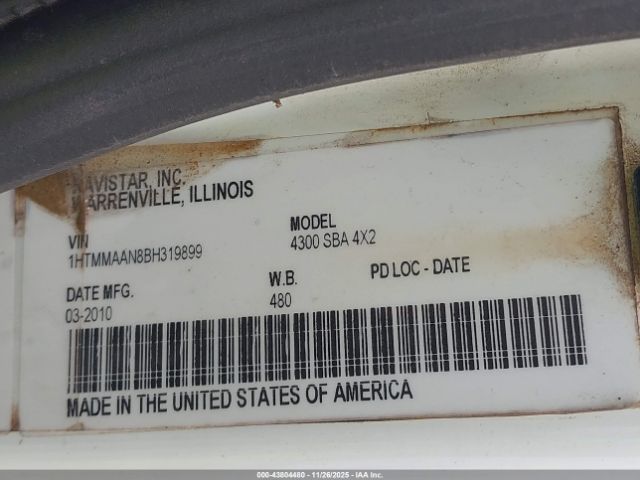 NAVISTAR, INC.
WARRENVILLE, ILLINOIS
VIN
1HTMMAAN8BH319899
MODEL
4300 SBA 4X2
DATE MFG.
03-2010
W.B.
480
PD LOC - DATE
MADE IN THE UNITED STATES OF AMERICA
000-43804460 - 11/26/2025 - IAA Inc.